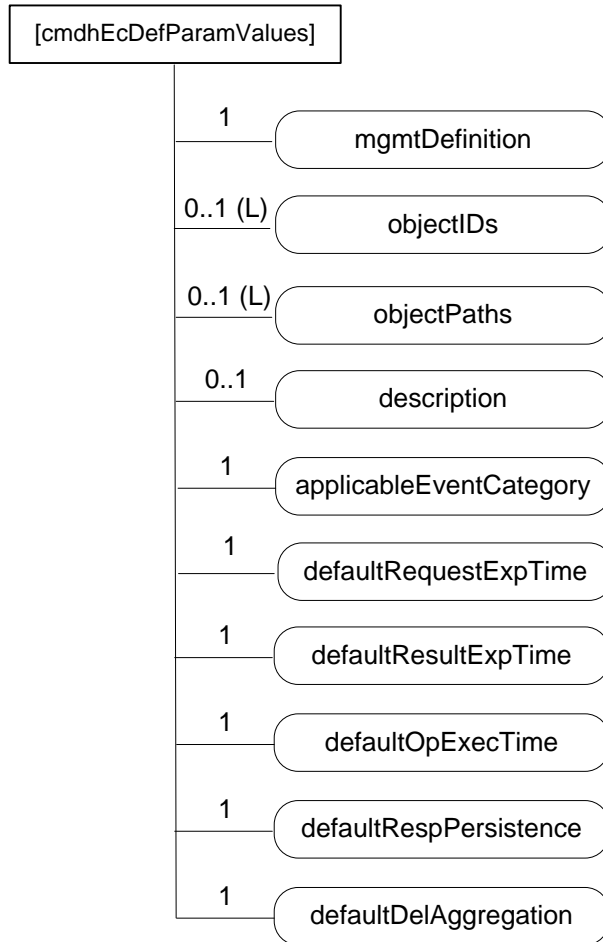 [cmdhEcDefParamValues]
1
mgmtDefinition
0..1 (L)
objectIDs
0..1 (L)
objectPaths
0..1
description
1
applicableEventCategory
1
defaultRequestExpTime
1
defaultResultExpTime
1
defaultOpExecTime
1
defaultRespPersistence
1
defaultDelAggregation